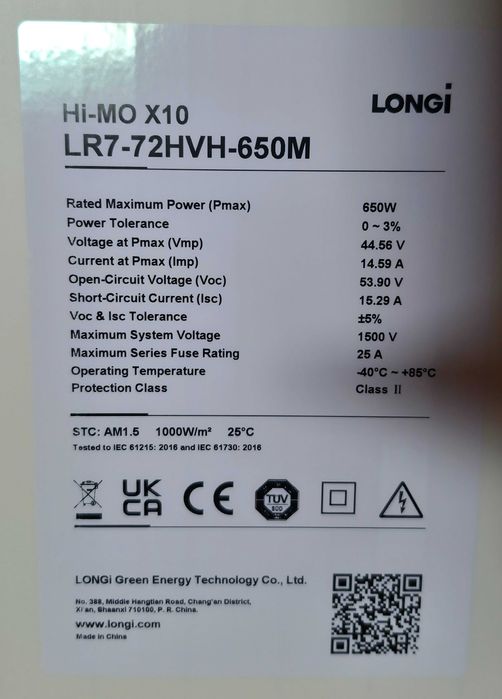 LONGi
Hi-MO X10
LR7-72HVH-650M
Rated Maximum Power (Pmax) 650W
Power Tolerance 0 ~ 3%
Voltage at Pmax (Vmp) 44.56 V
Current at Pmax (Imp) 14.59 A
Open-Circuit Voltage (Voc) 53.90 V
Short-Circuit Current (Isc) 15.29 A
Voc & Isc Tolerance ±5%
Maximum System Voltage 1500 V
Maximum Series Fuse Rating 25 A
Operating Temperature -40°C ~ +85°C
Protection Class Class II
STC: AM1.5 1000W/m² 25°C
Tested to IEC 61215: 2016 and IEC 61730: 2016
UK
CA CE TÜV
SÜD
LONGi Green Energy Technology Co., Ltd.
No. 388, Middle Hangtian Road, Chang'an District,
Xi'an, Shaanxi 710100, P. R. China.
www.longi.com
Made in China